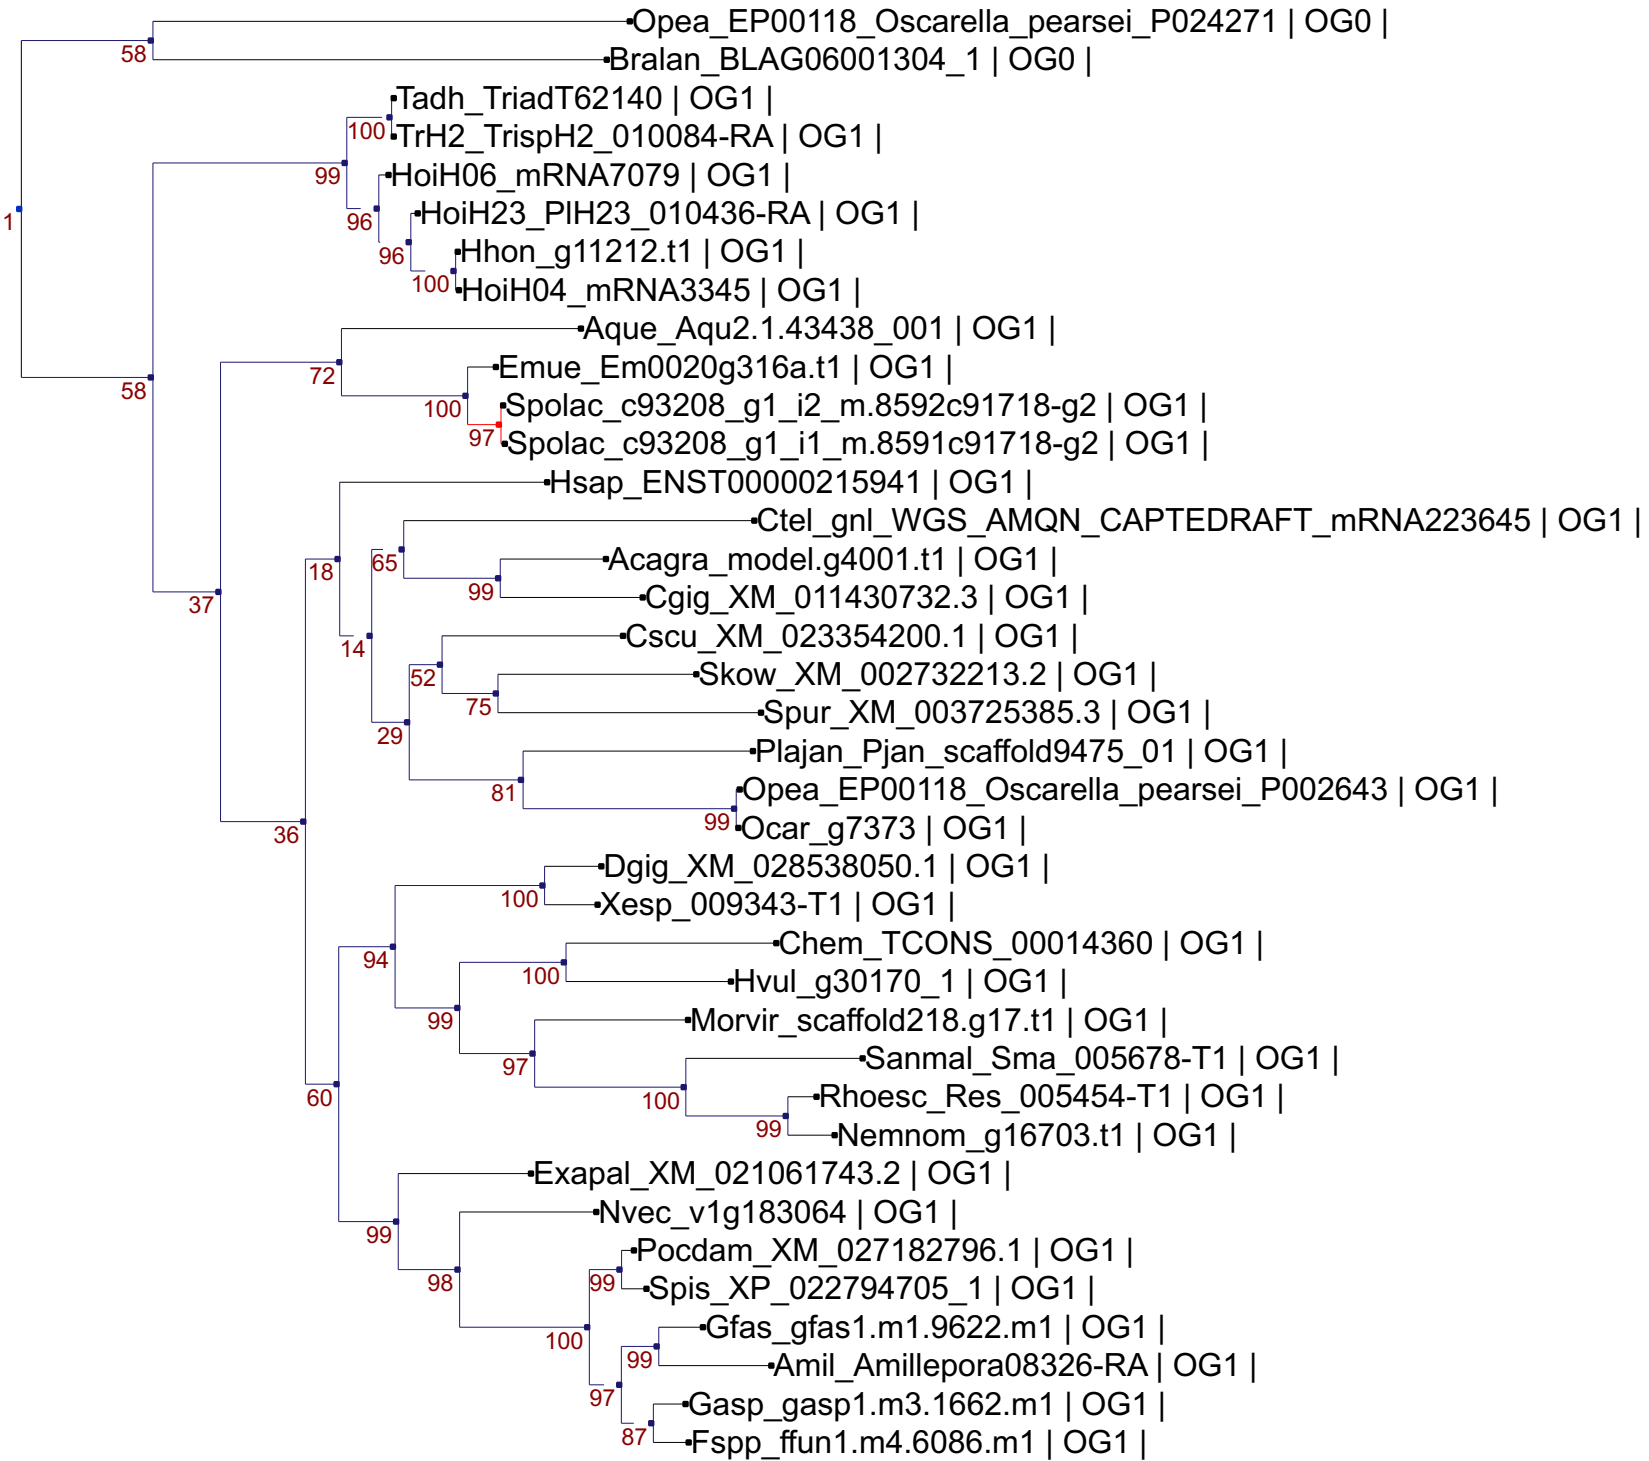 Opea_EP00118_Oscarella_pearsei_P024271 | OG0 |
58
Bralan_BLAG06001304_1 | OG0 |
Tadh_TriadT62140 | OG1 |
100
TrH2_TrispH2_010084-RA | OG1 |
99
HoiH06_mRNA7079 | OG1 |
1
96
HoiH23_PlH23_010436-RA | OG1 |
96
Hhon_g11212.t1 | OG1 |
100
HoiH04_mRNA3345 | OG1 |
Aque_Aqu2.1.43438_001 | OG1 |
72
Emue_Em0020g316a.t1 | OG1 |
58
100
Spolac_c93208_g1_i2_m.8592c91718-g2 | OG1 |
97
Spolac_c93208_g1_i1_m.8591c91718-g2 | OG1 |
Hsap_ENST00000215941 | OG1 |
Ctel_gnl_WGS_AMQN_CAPTEDRAFT_mRNA223645 | OG1 |
18
65
Acagra_model.g4001.t1 | OG1 |
99
37
Cgig_XM_011430732.3 | OG1 |
14
Cscu_XM_023354200.1 | OG1 |
52
Skow_XM_002732213.2 | OG1 |
75
Spur_XM_003725385.3 | OG1 |
29
Plajan_Pjan_scaffold9475_01 | OG1 |
81
Opea_EP00118_Oscarella_pearsei_P002643 | OG1 |
99
36
Ocar_g7373 | OG1 |
Dgig_XM_028538050.1 | OG1 |
100
Xesp_009343-T1 | OG1 |
94
Chem_TCONS_00014360 | OG1 |
100
Hvul_g30170_1 | OG1 |
99
Morvir_scaffold218.g17.t1 | OG1 |
97
Sanmal_Sma_005678-T1 | OG1 |
60
100
Rhoesc_Res_005454-T1 | OG1 |
99
Nemnom_g16703.t1 | OG1 |
Exapal_XM_021061743.2 | OG1 |
99
Nvec_v1g183064 | OG1 |
98
Pocdam_XM_027182796.1 | OG1 |
99
Spis_XP_022794705_1 | OG1 |
100
Gfas_gfas1.m1.9622.m1 | OG1 |
99
Amil_Amillepora08326-RA | OG1 |
97
Gasp_gasp1.m3.1662.m1 | OG1 |
87
Fspp_ffun1.m4.6086.m1 | OG1 |